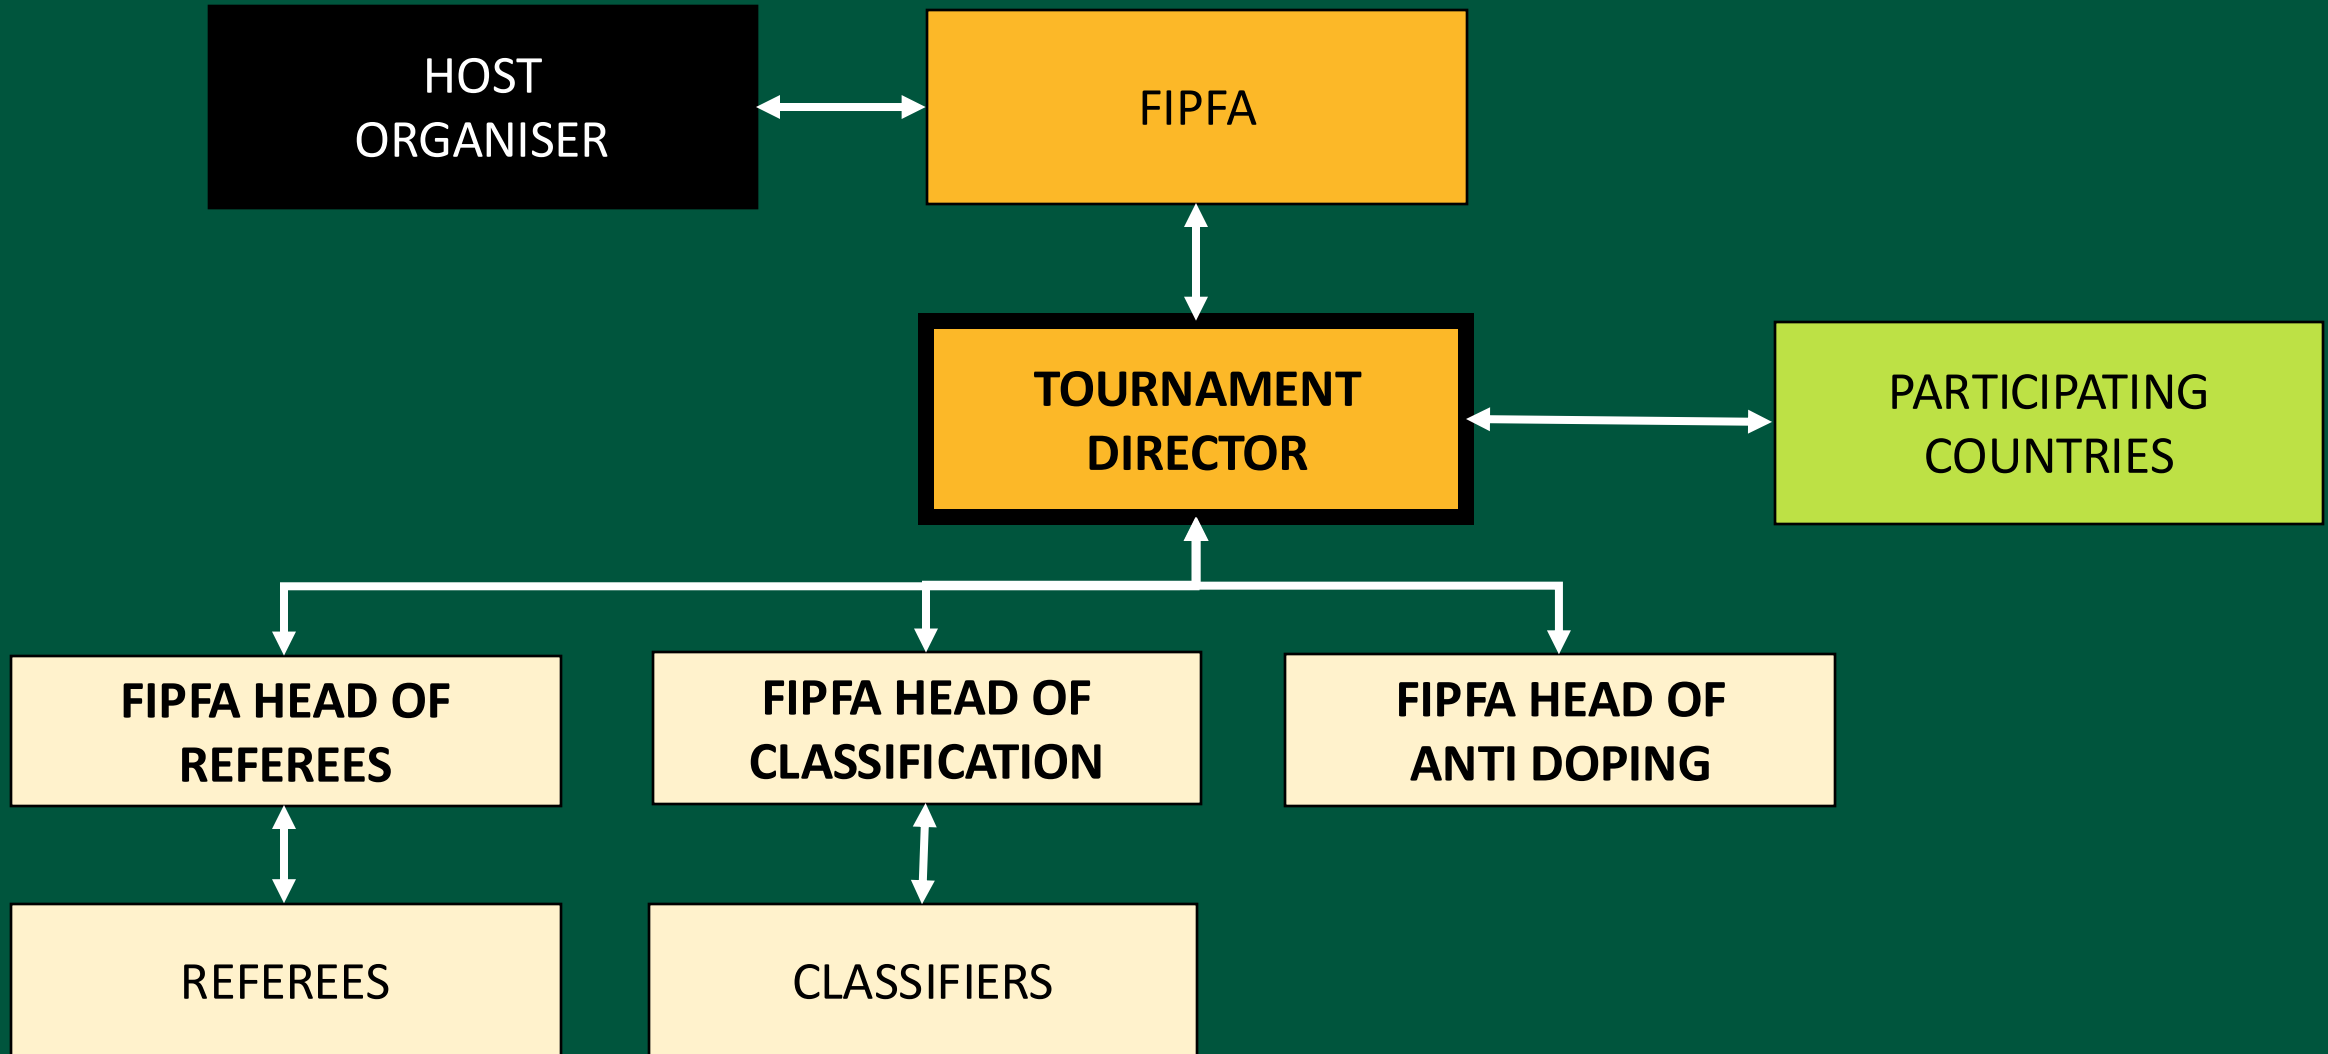 HOST
ORGANISER
FIPFA
TOURNAMENT
DIRECTOR
PARTICIPATING
COUNTRIES
FIPFA HEAD OF
REFEREES
FIPFA HEAD OF
CLASSIFICATION
FIPFA HEAD OF
ANTI DOPING
REFEREES
CLASSIFIERS